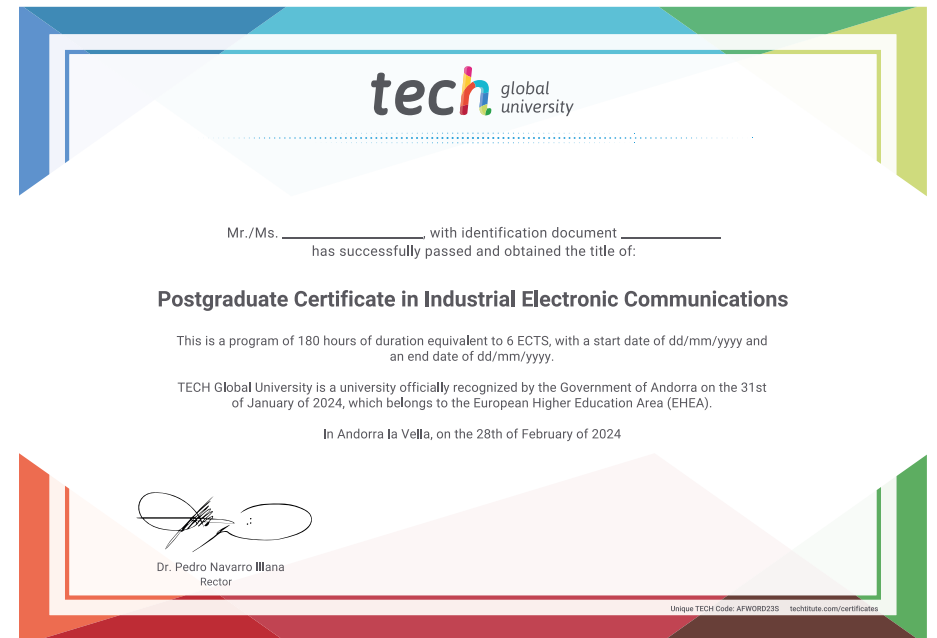 tech global
university
Mr./Ms. ____________, with identification document ____________
has successfully passed and obtained the title of:
Postgraduate Certificate in Industrial Electronic Communications
This is a program of 180 hours of duration equivalent to 6 ECTS, with a start date of dd/mm/yyyy and
an end date of dd/mm/yyyy.
TECH Global University is a university officially recognized by the Government of Andorra on the 31st
of January of 2024, which belongs to the European Higher Education Area (EHEA).
In Andorra la Vella, on the 28th of February of 2024
Dr. Pedro Navarro Illana
Rector
Unique TECH Code: AFWORD23S techtitute.com/certificates